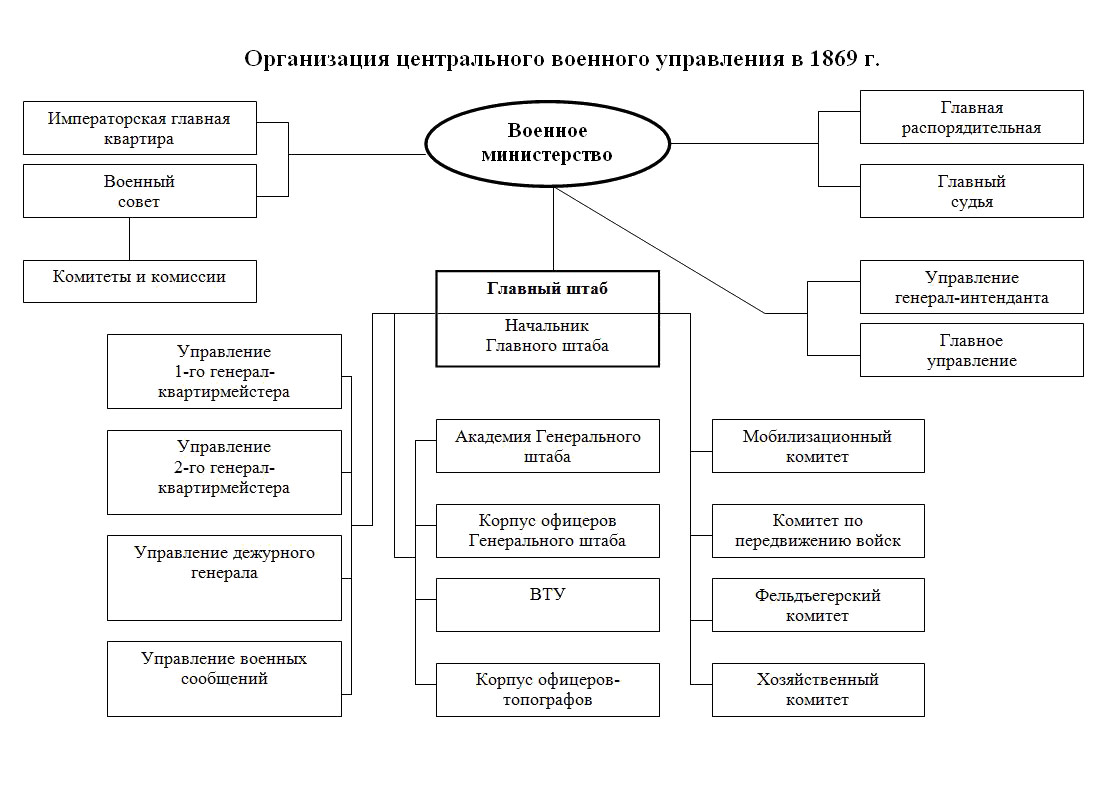 Организация центрального военного управления в 1869 г.
Императорская главная
квартира
Военный
совет
Комитеты и комиссии
Военное
министерство
Главная
распорядительная
Главный
судья
Управление
генерал-интенданта
Главное
управление
Главный штаб
Начальник
Главного штаба
Управление
1-го генерал-
квартирмейстера
Управление
2-го генерал-
квартирмейстера
Управление дежурного
генерала
Управление военных
сообщений
Академия Генерального
штаба
Корпус офицеров
Генерального штаба
ВТУ
Корпус офицеров-
топографов
Мобилизационный
комитет
Комитет по
передвижению войск
Фельдъегерский
комитет
Хозяйственный
комитет